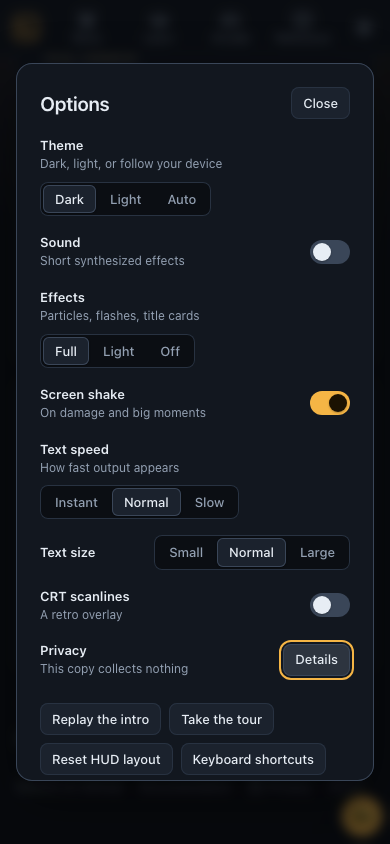 Options
Close
Theme
Dark, light, or follow your device
Dark Light Auto
Sound
Short synthesized effects
Effects
Particles, flashes, title cards
Full Light Off
Screen shake
On damage and big moments
Text speed
How fast output appears
Instant Normal Slow
Text size
Small Normal Large
CRT scanlines
A retro overlay
Privacy
This copy collects nothing
Details
Replay the intro
Take the tour
Reset HUD layout
Keyboard shortcuts